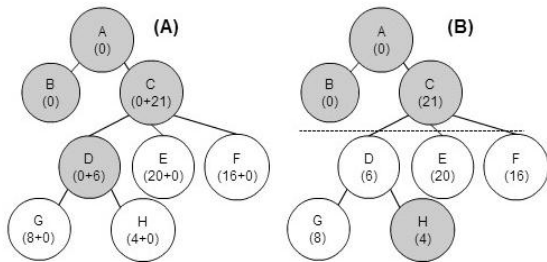 (A)
A
(0)
B
(0)
C
(0+21)
D
(0+6)
E
(20+0)
F
(16+0)
G
(8+0)
H
(4+0)
(B)
A
(0)
B
(0)
C
(21)
D
(6)
E
(20)
F
(16)
G
(8)
H
(4)